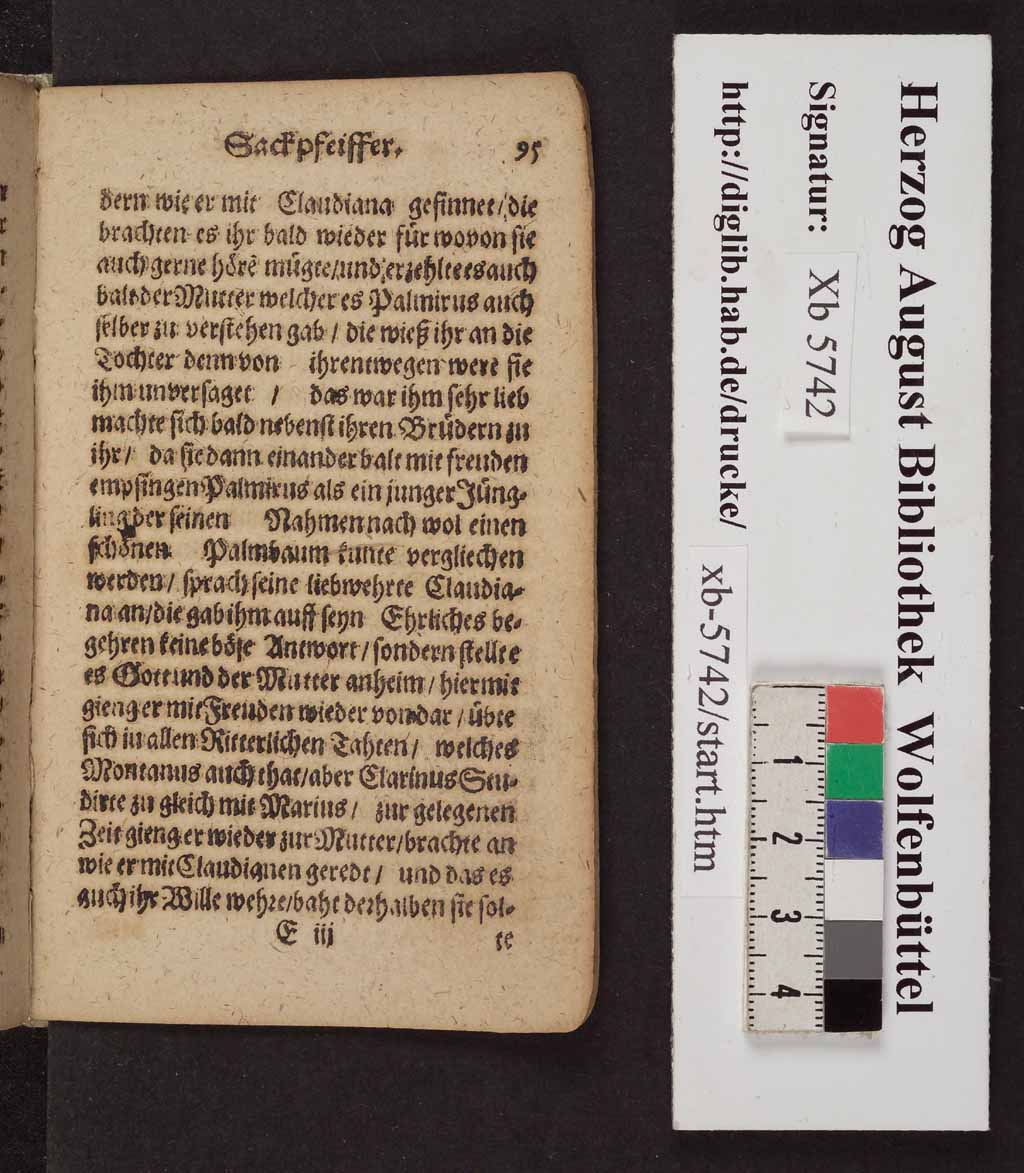 Sackpfeiffer. 95
dern wie er mit Claudiana gesinnet / die
brachten es ihr bald wieder für wovon sie
auch gerne hörē mügte / und erzehlte es auch
balt der Mutter welcher es Palmirus auch
selber zu verstehen gab / die wieß ihr an die
Tochter denn von ihrentwegen were sie
ihm unversaget / das war ihm sehr lieb
machte sich bald nebenst ihren Brüdern zu
ihr / da sie dann einander balt mit freuden
empfingen Palmirus als ein junger Jüng-
ling der seinen Nahmen nach wol einen
schönen Palmbaum kunte vergliechen
werden / sprach seine liebwehrte Claudia-
na an / die gab ihm auff seyn Ehrliches be-
gehren keine böse Antwort / sondern stellte
es Gott und der Mutter anheim / hiermit
gieng er mit Freuden wieder von dar / übte
sich in allen Ritterlichen Tahten / welches
Montanus auch that / aber Clarinus Stu-
dirte zu gleich mit Marius / zur gelegenen
Zeit gieng er wieder zur Mutter / brachte an
wie er mit Claudianen geredt / und das es
auch ihr Wille wehre / baht derhalben sie sol-
E iij te
Herzog August Bibliothek Wolfenbüttel
Signatur: Xb 5742
http://diglib.hab.de/drucke/ xb-5742/start.htm
1 2 3 4